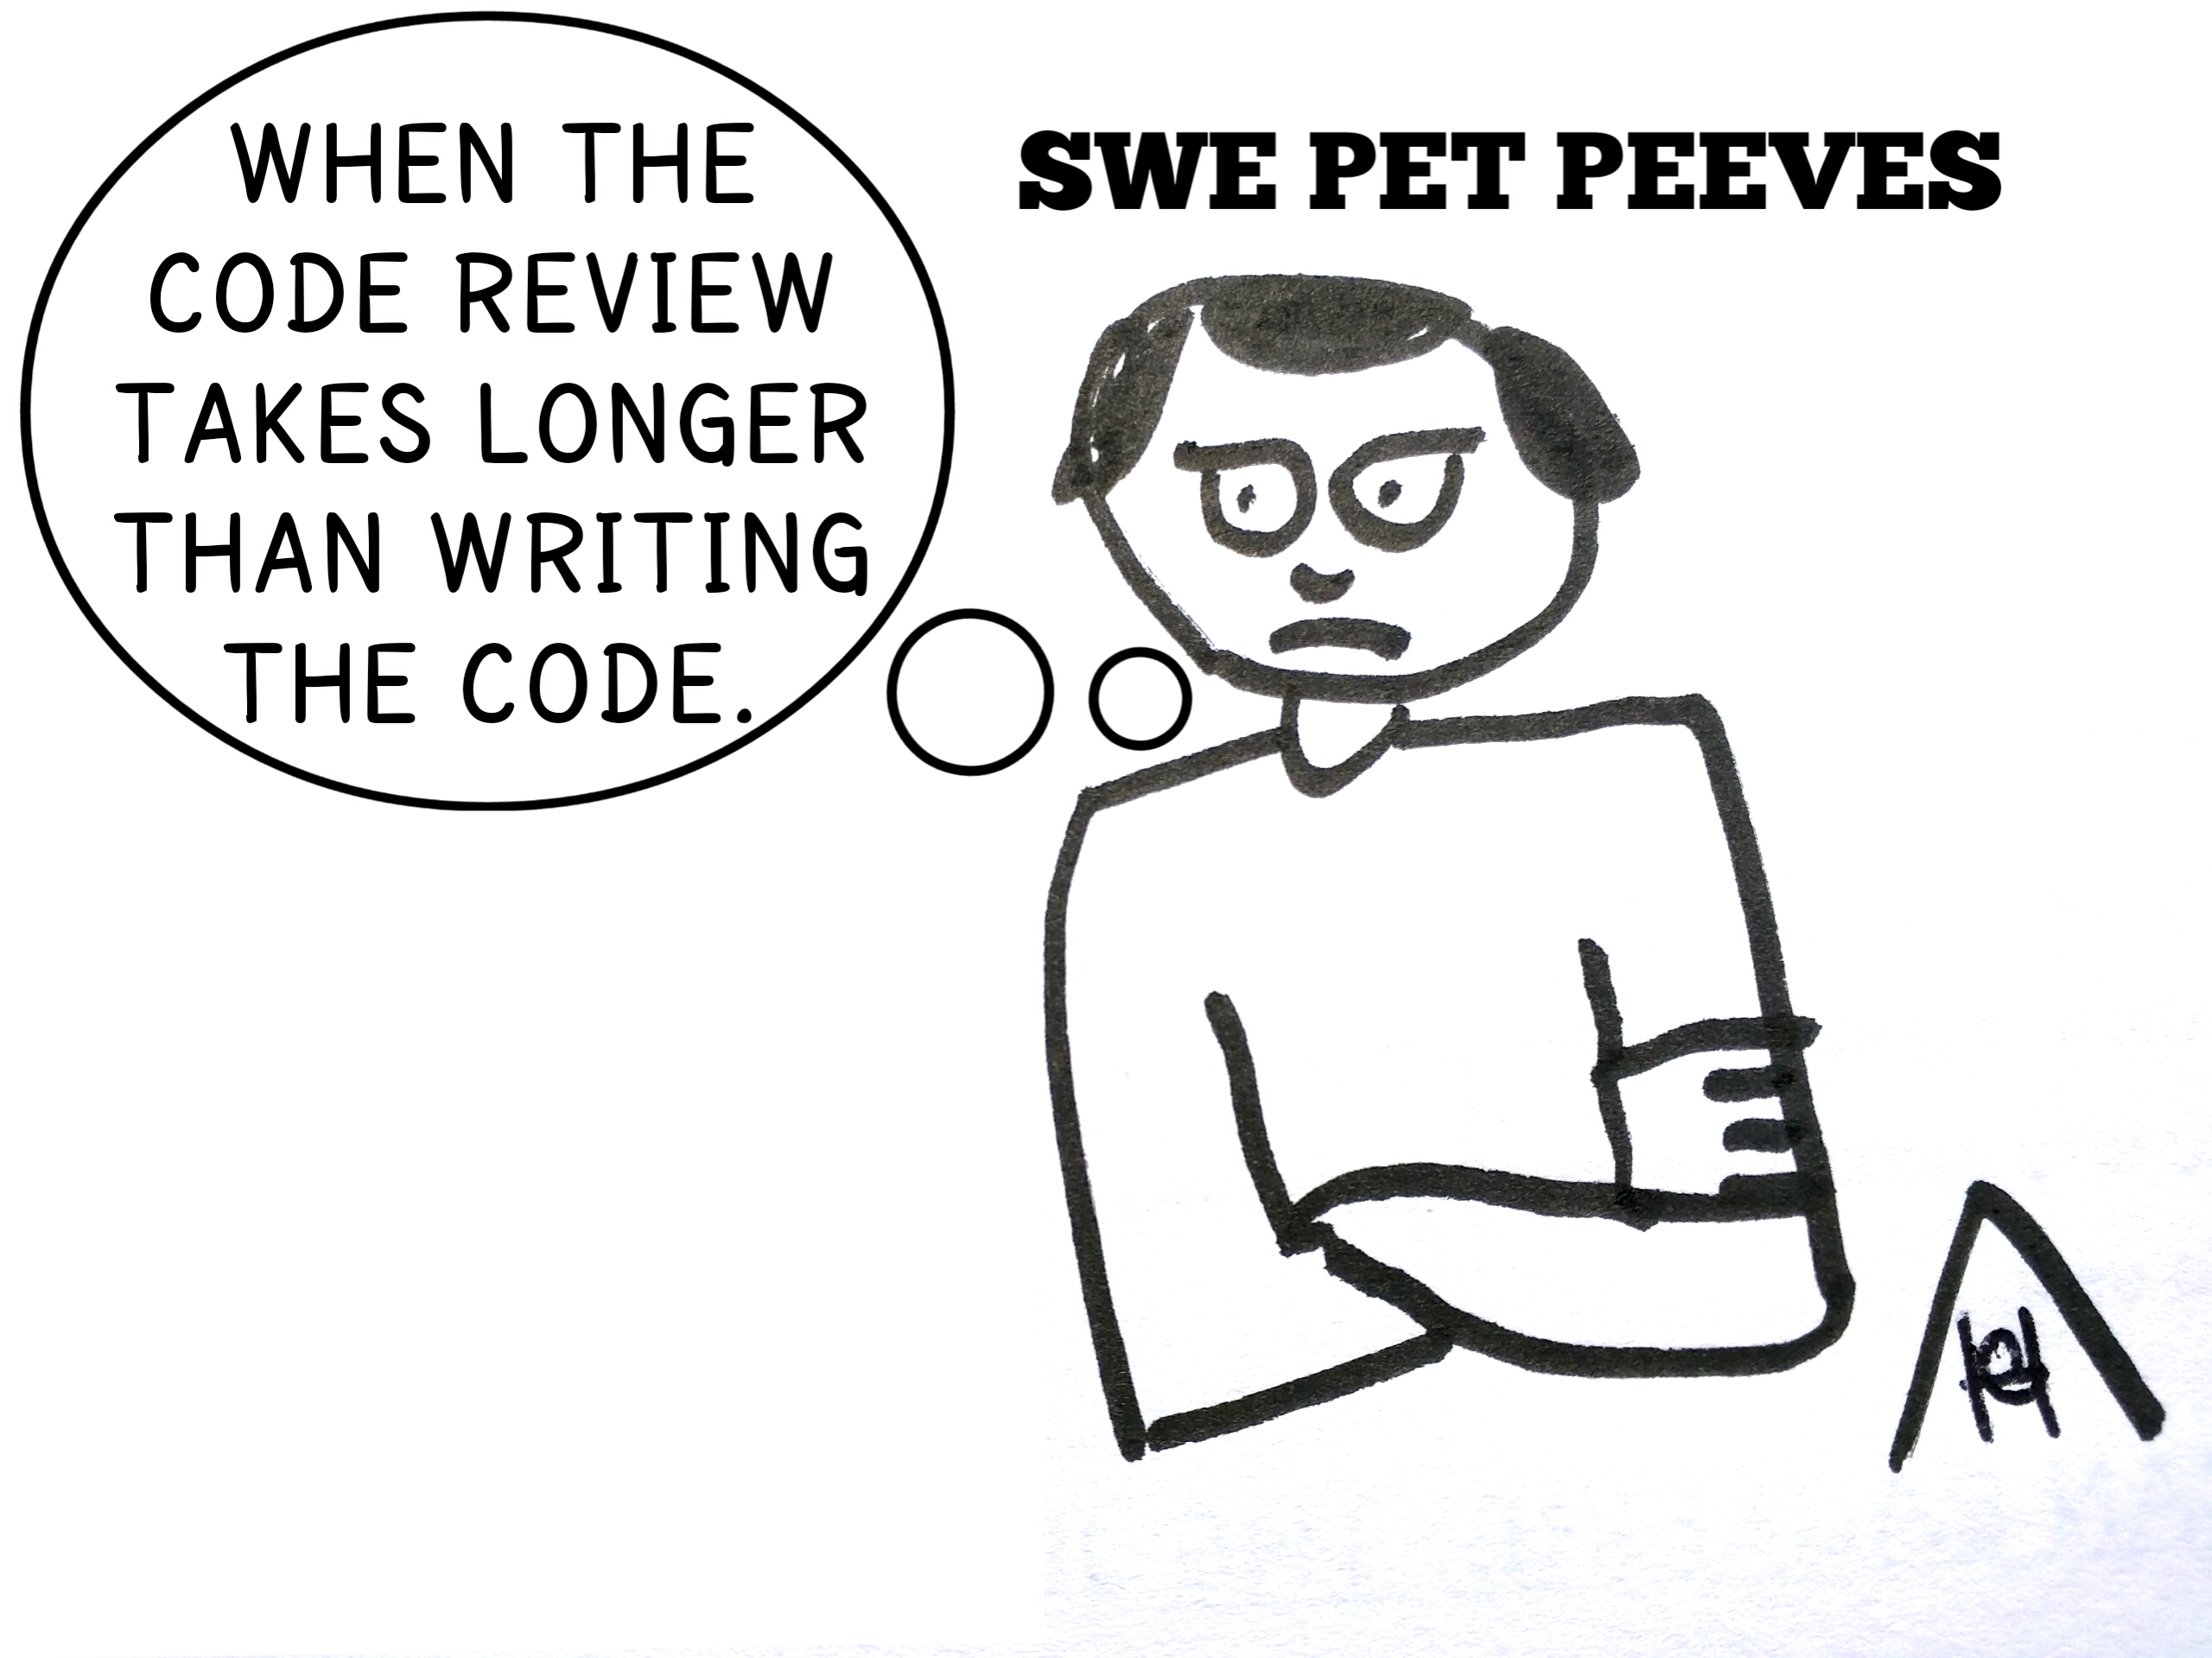 WHEN THE
CODE REVIEW
TAKES LONGER
THAN WRITING
THE CODE.
SWE PET PEEVES